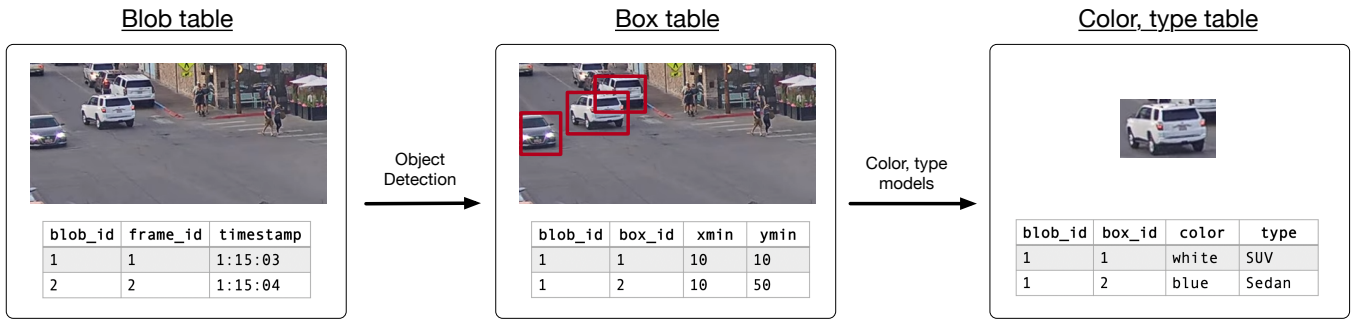 Blob table
Box table
Color, type table
Object
Detection
Color, type
models
blob_id frame_id timestamp
1 1 1:15:03
2 2 1:15:04
blob_id box_id xmin ymin
1 1 10 10
1 2 10 50
blob_id box_id color type
1 1 white SUV
1 2 blue Sedan